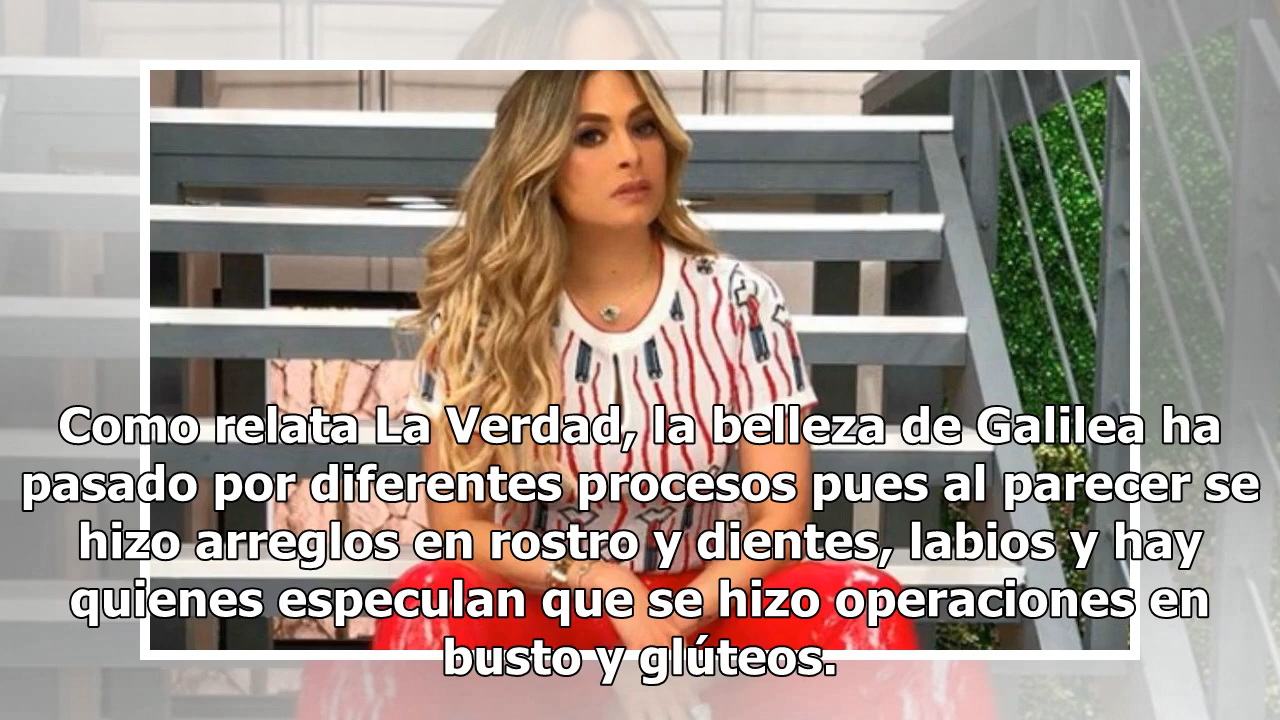 Como relata La Verdad, la belleza de Galilea ha
pasado por diferentes procesos pues al parecer se
hizo arreglos en rostro y dientes, labios y hay
quienes especulan que se hizo operaciones en
busto y glúteos.